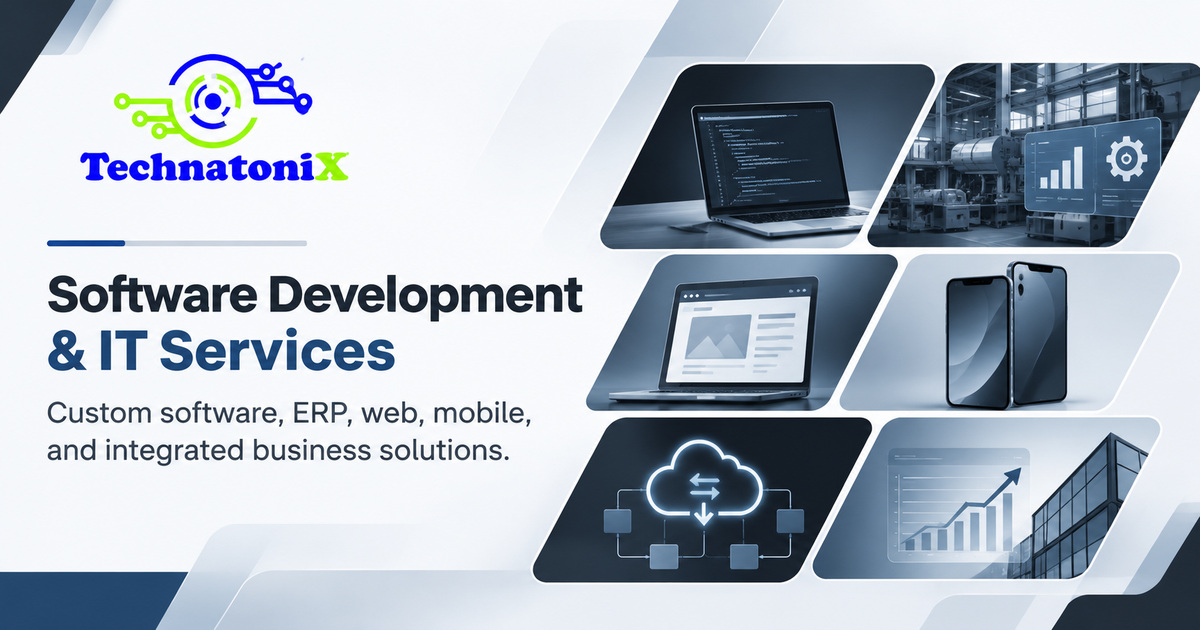 TechnatoniX
Software Development
& IT Services
Custom software, ERP, web, mobile,
and integrated business solutions.